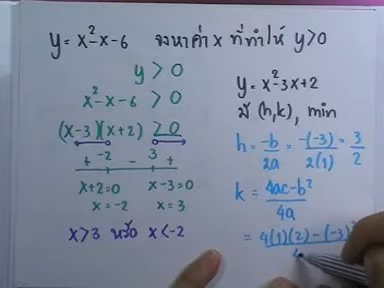 y = x²-x-6 จงหาค่า x ที่ทำให้ y>0
y > 0
x²-x-6 > 0
(x-3)(x+2) > 0
+ -2 - 3 +
x+2=0 x-3=0
x=-2 x=3
x>3 หรือ x<-2
y = x²-3x+2
มี (h,k), min
h = -b/2a = -(-3)/2(1) = 3/2
k = 4ac-b²/4a
= 4(1)(2)-(-3)²/4